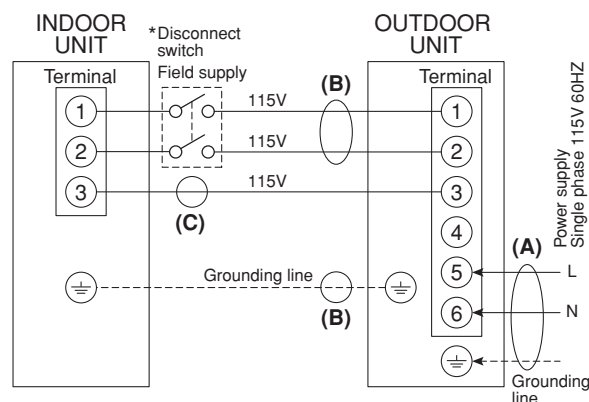 INDOOR
UNIT
OUTDOOR
UNIT
*Disconnect
switch
Field supply
Terminal
Terminal
(B)
1
115V
1
2
115V
2
3
115V
3
(C)
4
(A)
5
L
Grounding line
(B)
6
N
Grounding
line
Power supply
Single phase 115V 60HZ